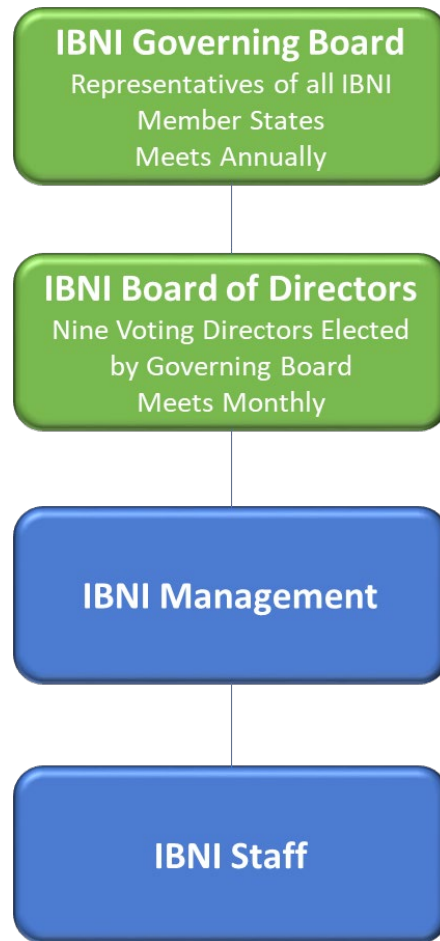 IBNI Governing Board
Representatives of all IBNI
Member States
Meets Annually
IBNI Board of Directors
Nine Voting Directors Elected
by Governing Board
Meets Monthly
IBNI Management
IBNI Staff